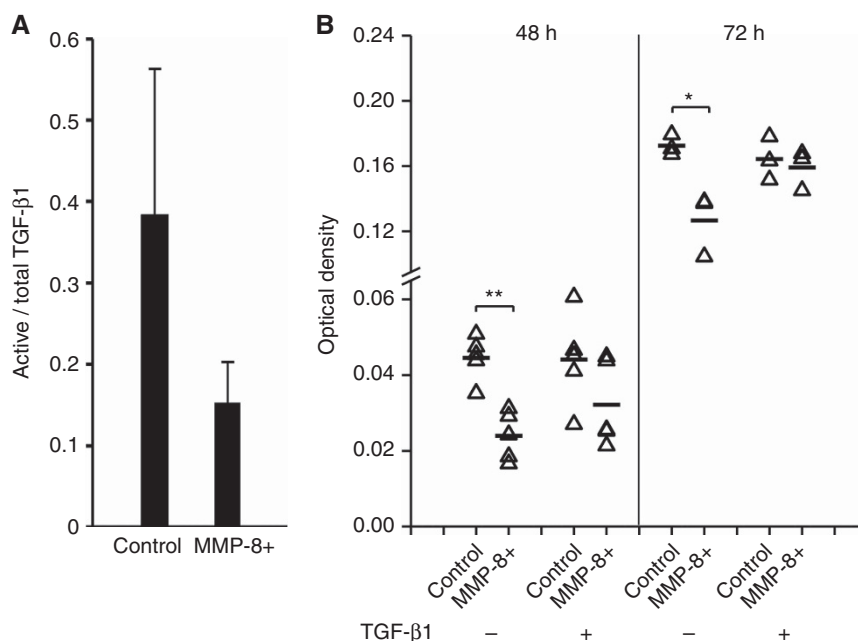 A
0.6
0.5
0.4
0.3
0.2
0.1
0
Active / total TGF-β1
Control MMP-8+
B
48 h 72 h
0.24
0.20
0.16
0.12
0.06
0.04
0.02
0.00
Optical density
** *
Control MMP-8+ Control MMP-8+ Control MMP-8+ Control MMP-8+
TGF-β1 – + – +